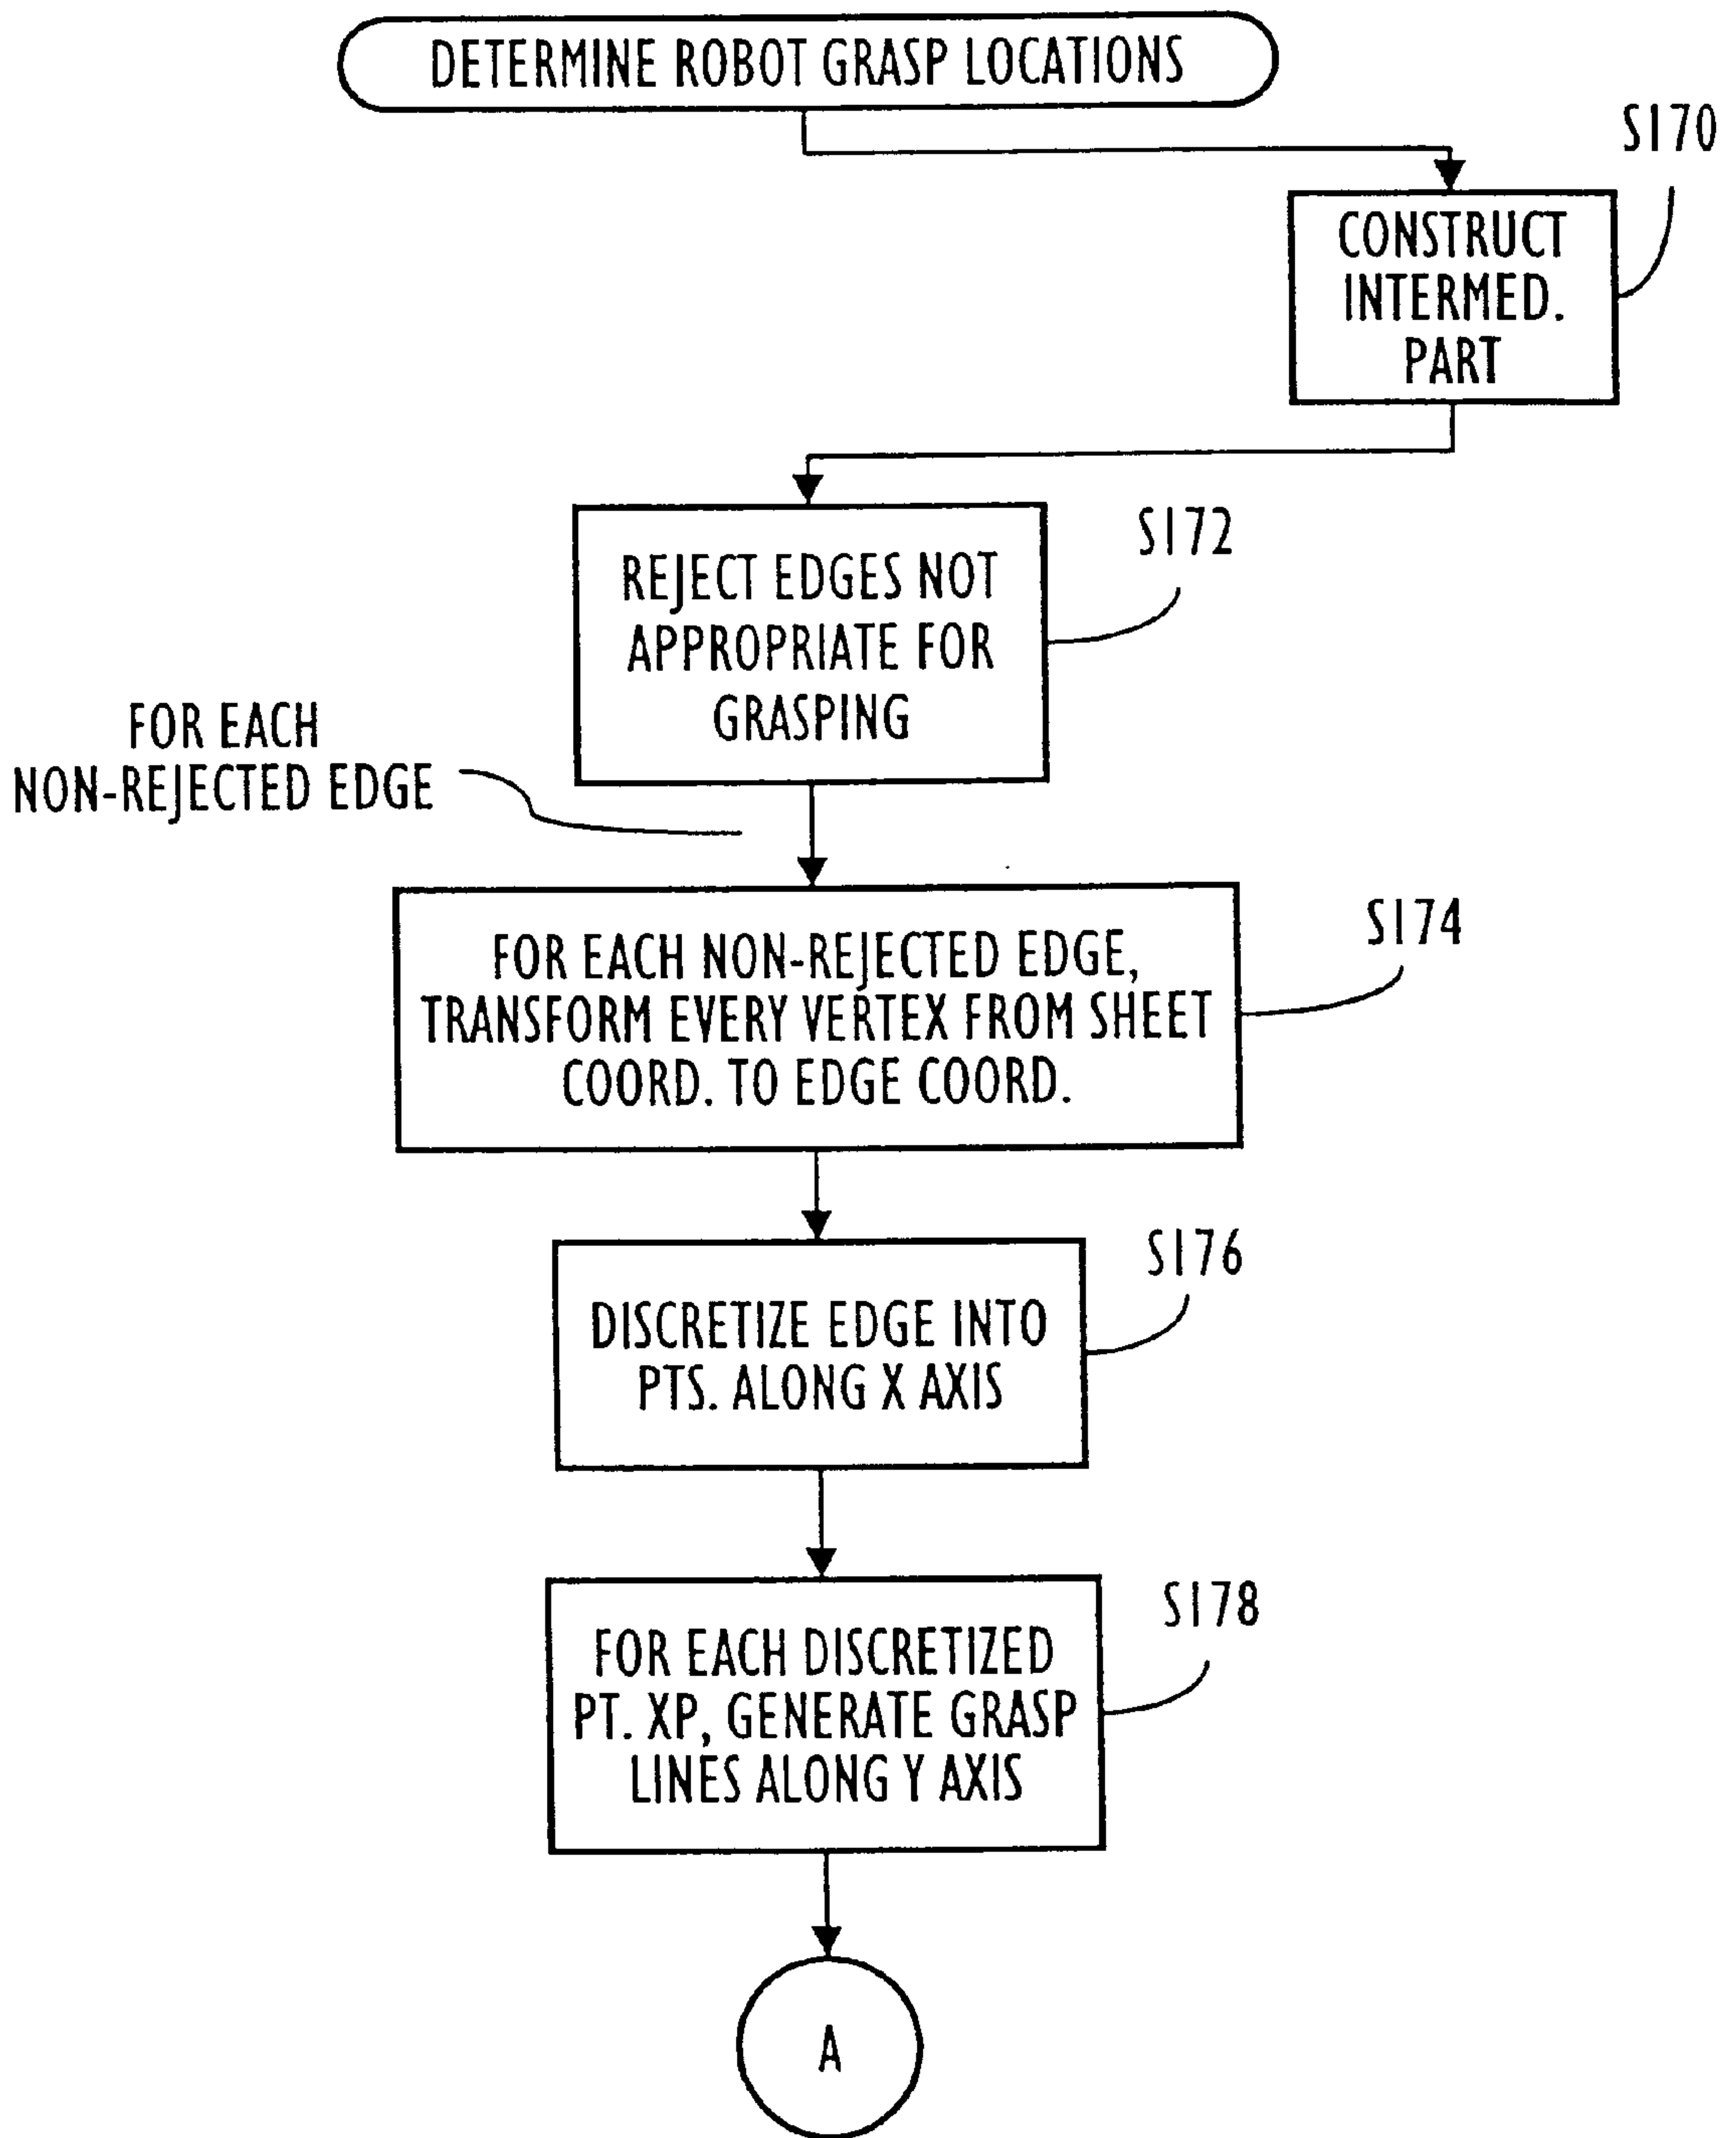 DETERMINE ROBOT GRASP LOCATIONS
S170
CONSTRUCT
INTERMED.
PART
S172
REJECT EDGES NOT
APPROPRIATE FOR
GRASPING
FOR EACH
NON-REJECTED EDGE
S174
FOR EACH NON-REJECTED EDGE,
TRANSFORM EVERY VERTEX FROM SHEET
COORD. TO EDGE COORD.
S176
DISCRETIZE EDGE INTO
PTS. ALONG X AXIS
S178
FOR EACH DISCRETIZED
PT. XP, GENERATE GRASP
LINES ALONG Y AXIS
A